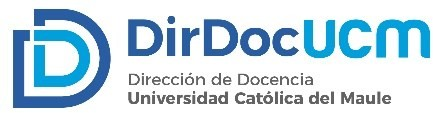 DirDocUCM
Dirección de Docencia
Universidad Católica del Maule